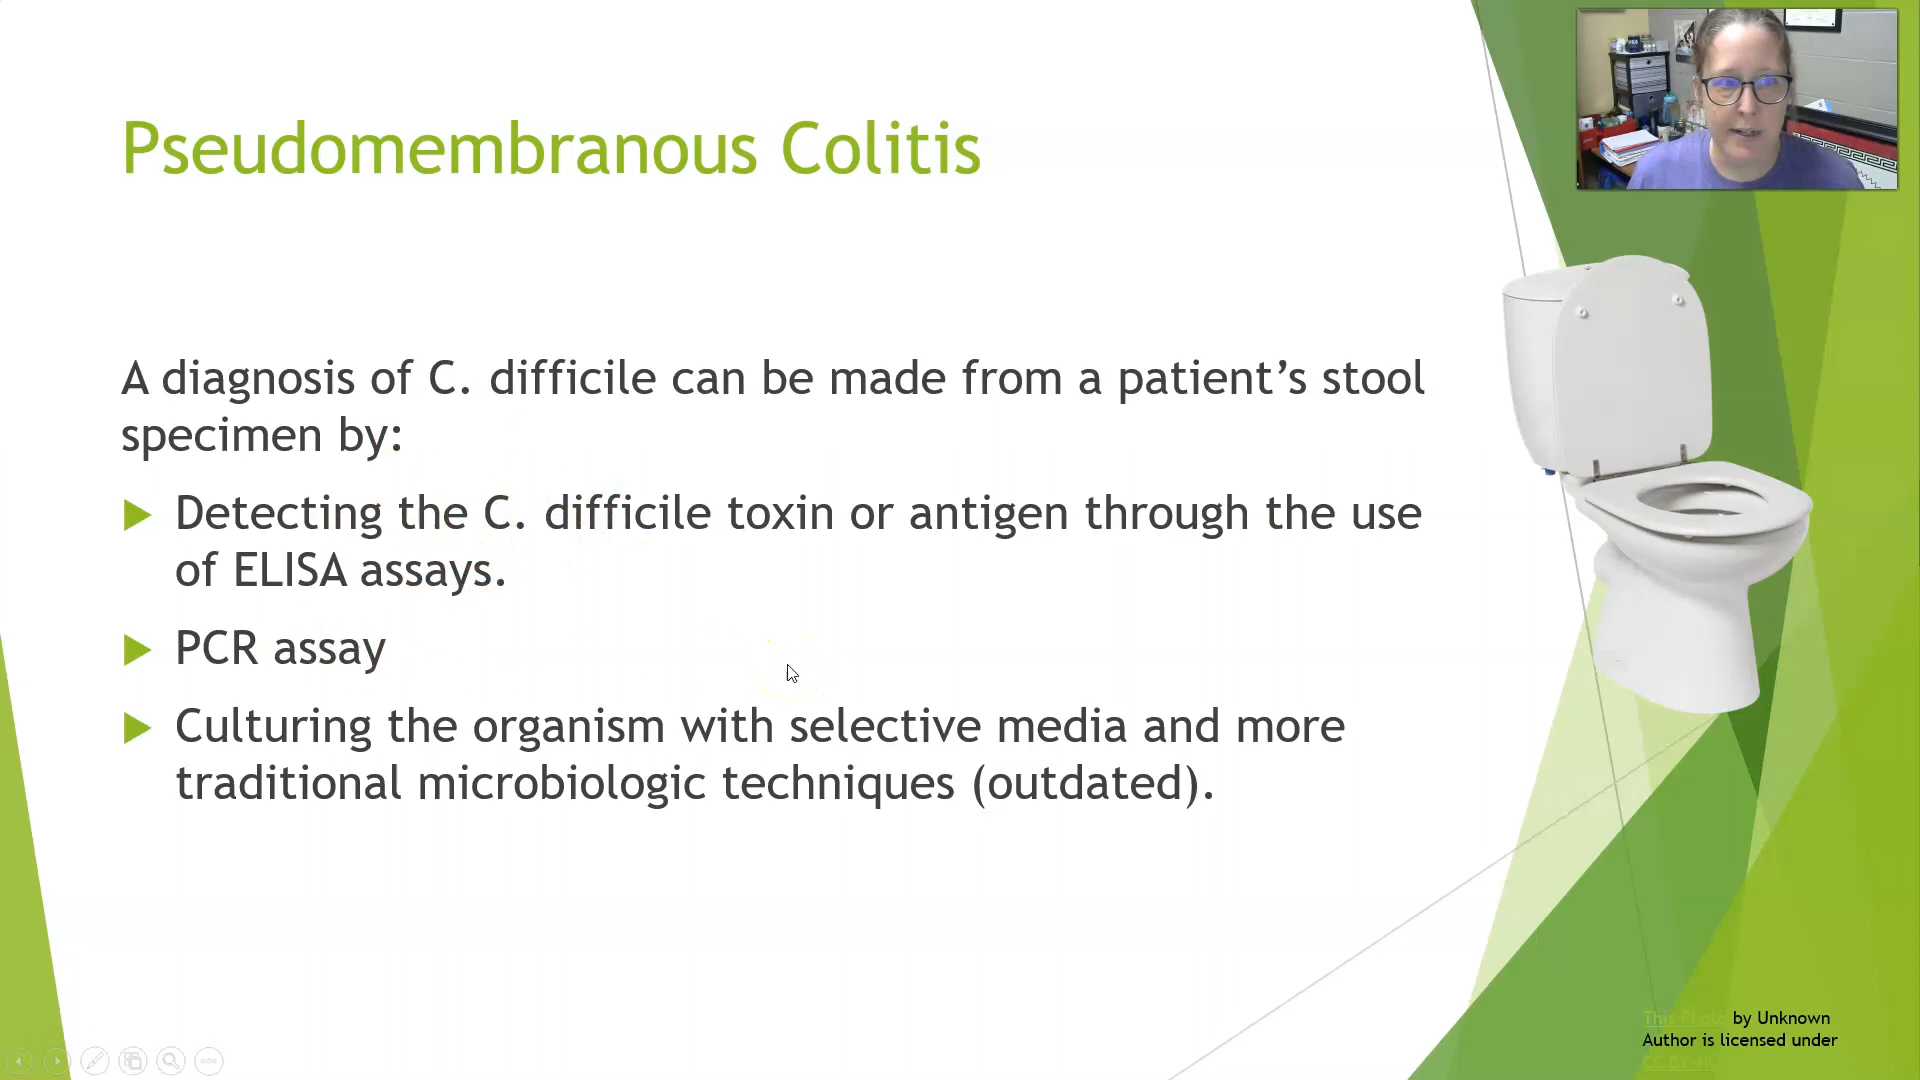 Pseudomembranous Colitis
A diagnosis of C. difficile can be made from a patient’s stool
specimen by:
Detecting the C. difficile toxin or antigen through the use
of ELISA assays.
PCR assay
Culturing the organism with selective media and more
traditional microbiologic techniques (outdated).
This Photo by Unknown
Author is licensed under